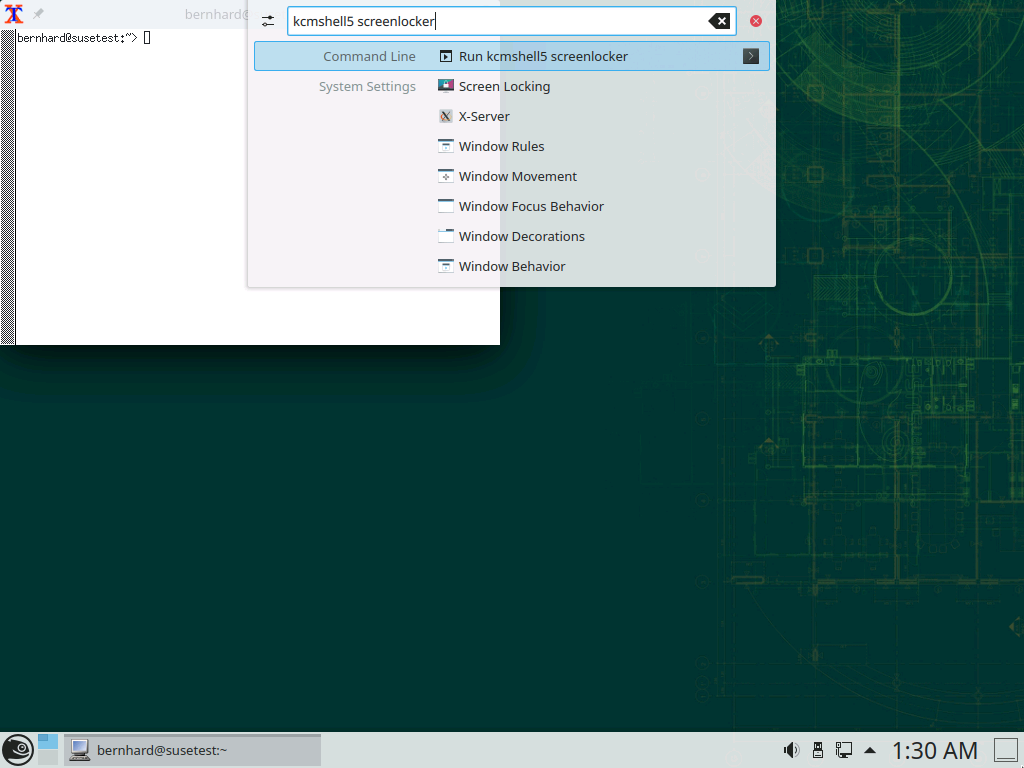 bernhard@
kcmshell5 screenlocker
bernhard@susetest:~>
Command Line Run kcmshell5 screenlocker
System Settings Screen Locking
X-Server
Window Rules
Window Movement
Window Focus Behavior
Window Decorations
Window Behavior
bernhard@susetest:~ 1:30 AM